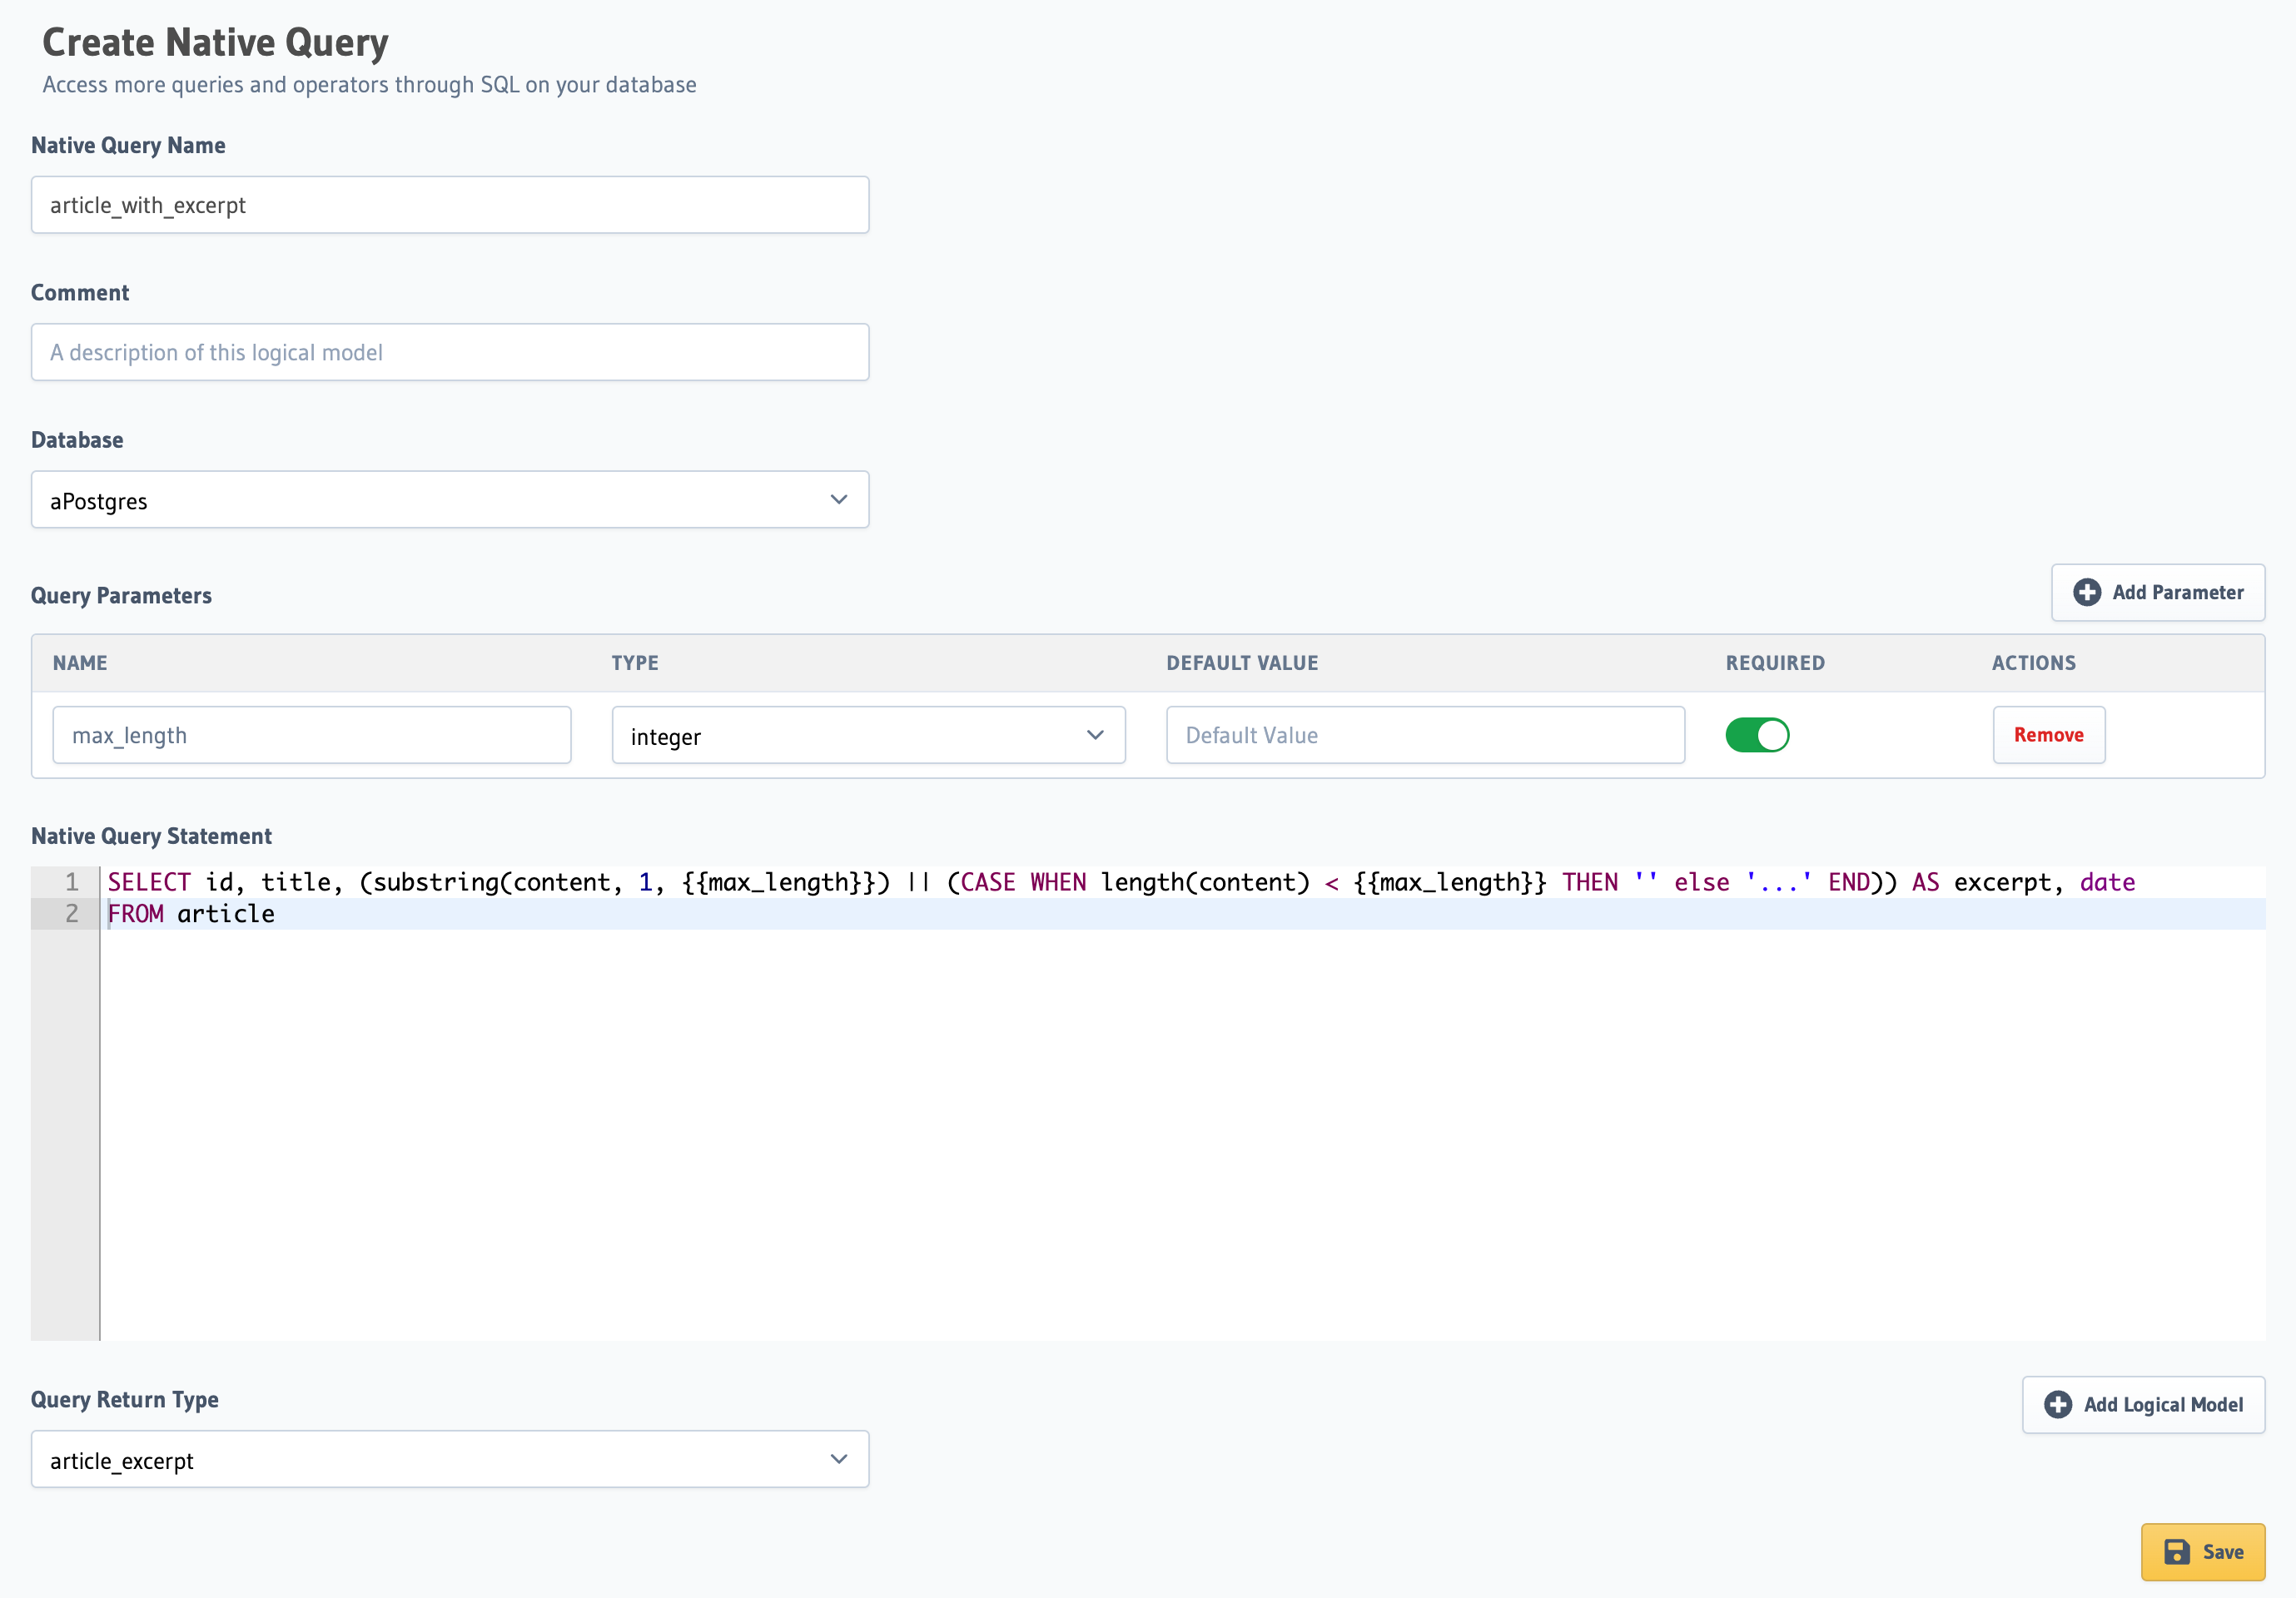 Create Native Query
Access more queries and operators through SQL on your database
Native Query Name
article_with_excerpt
Comment
A description of this logical model
Database
aPostgres
Query Parameters
Add Parameter
NAME TYPE DEFAULT VALUE REQUIRED ACTIONS
max_length integer Default Value Remove
Native Query Statement
1 SELECT id, title, (substring(content, 1, {{max_length}}) || (CASE WHEN length(content) < {{max_length}} THEN '' else '...' END)) AS excerpt, date
2 FROM article
Query Return Type
Add Logical Model
article_excerpt
Save